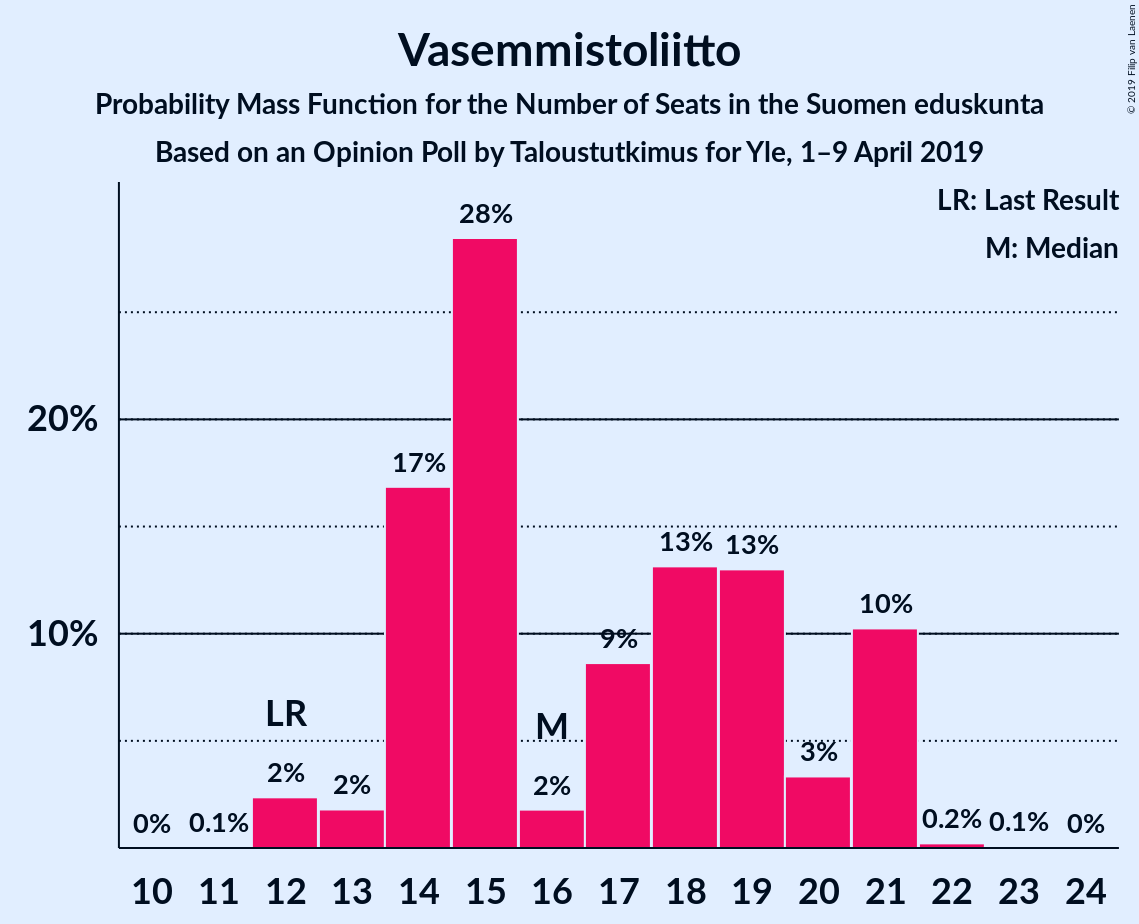 Vasemmistoliitto
Probability Mass Function for the Number of Seats in the Suomen eduskunta
Based on an Opinion Poll by Taloustutkimus for Yle, 1–9 April 2019
© 2019 Filip van Laenen
LR: Last Result
M: Median
28%
20%
17%
13% 13%
10%
10%
9%
LR
M
3%
2%
2%
2%
0% 0.1%
0.2% 0.1% 0%
10 11 12 13 14 15 16 17 18 19 20 21 22 23 24